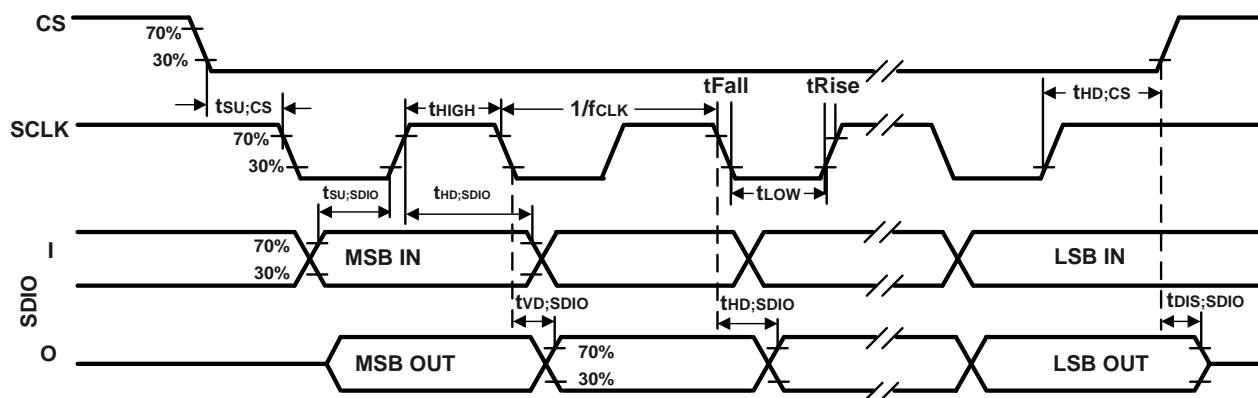 CS
70%
30%
tSU;CS
tHIGH
1/fCLK
tFall
tRise
tHD;CS
SCLK
70%
30%
tSU;SDIO
tHD;SDIO
tLOW
SDIO
I
70%
30%
MSB IN
LSB IN
tVD;SDIO
tHD;SDIO
tDIS;SDIO
O
MSB OUT
70%
30%
LSB OUT